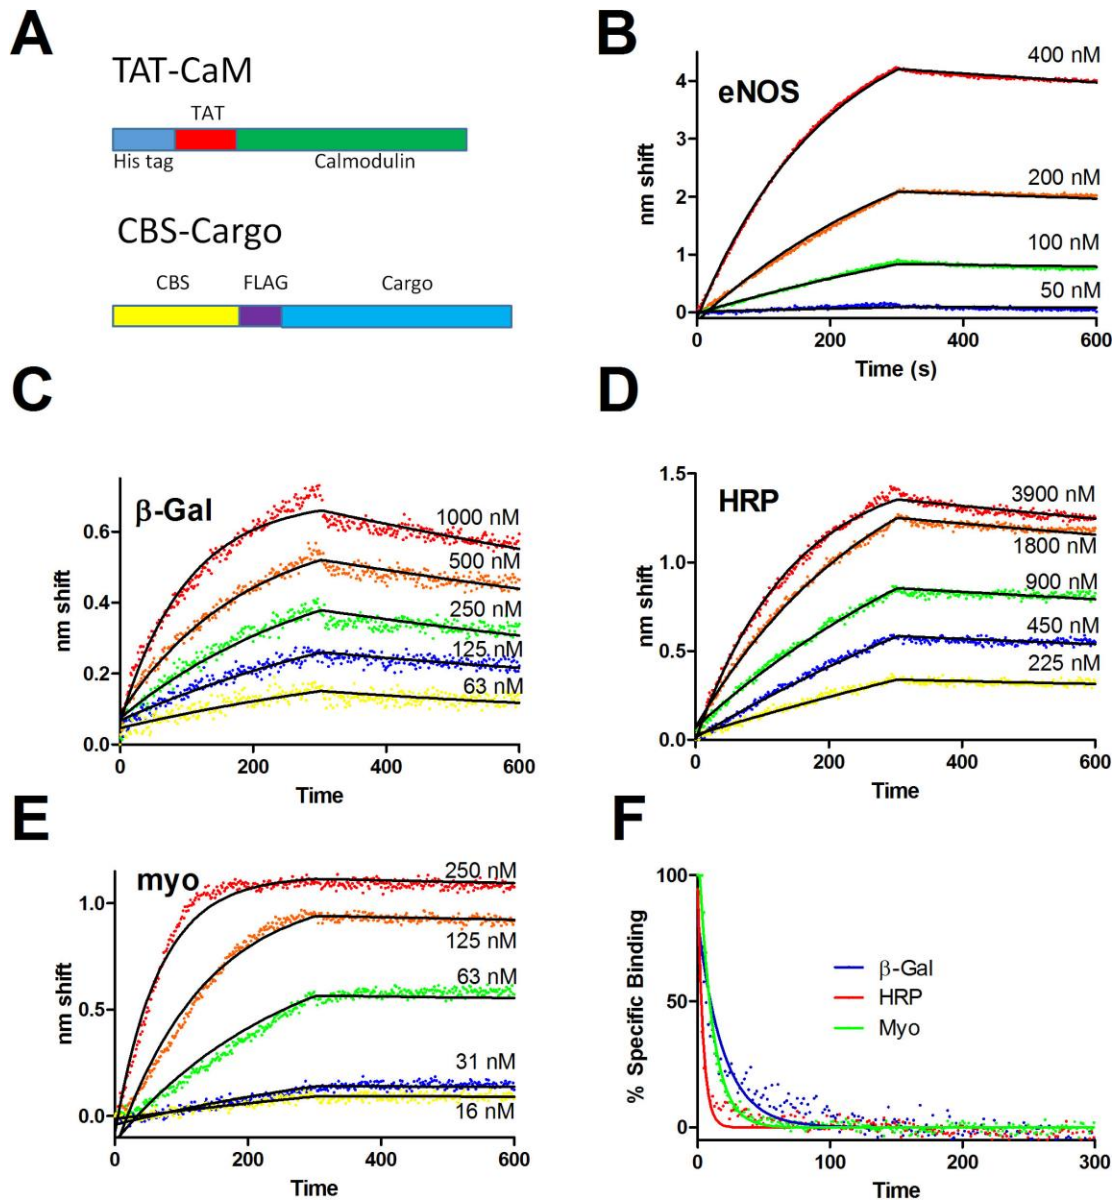 A
TAT-CaM
TAT
His tag
Calmodulin
CBS-Cargo
CBS FLAG Cargo
B
eNOS
nm shift
4
3
2
1
0
400 nM
200 nM
100 nM
50 nM
0 200 400 600
Time (s)
C
β-Gal
nm shift
0.6
0.4
0.2
0.0
1000 nM
500 nM
250 nM
125 nM
63 nM
0 200 400 600
Time
D
HRP
nm shift
1.5
1.0
0.5
0.0
3900 nM
1800 nM
900 nM
450 nM
225 nM
0 200 400 600
Time
E
myo
nm shift
1.0
0.5
0.0
250 nM
125 nM
63 nM
31 nM
16 nM
0 200 400 600
Time
F
% Specific Binding
100
50
0
β-Gal
HRP
Myo
0 100 200 300
Time